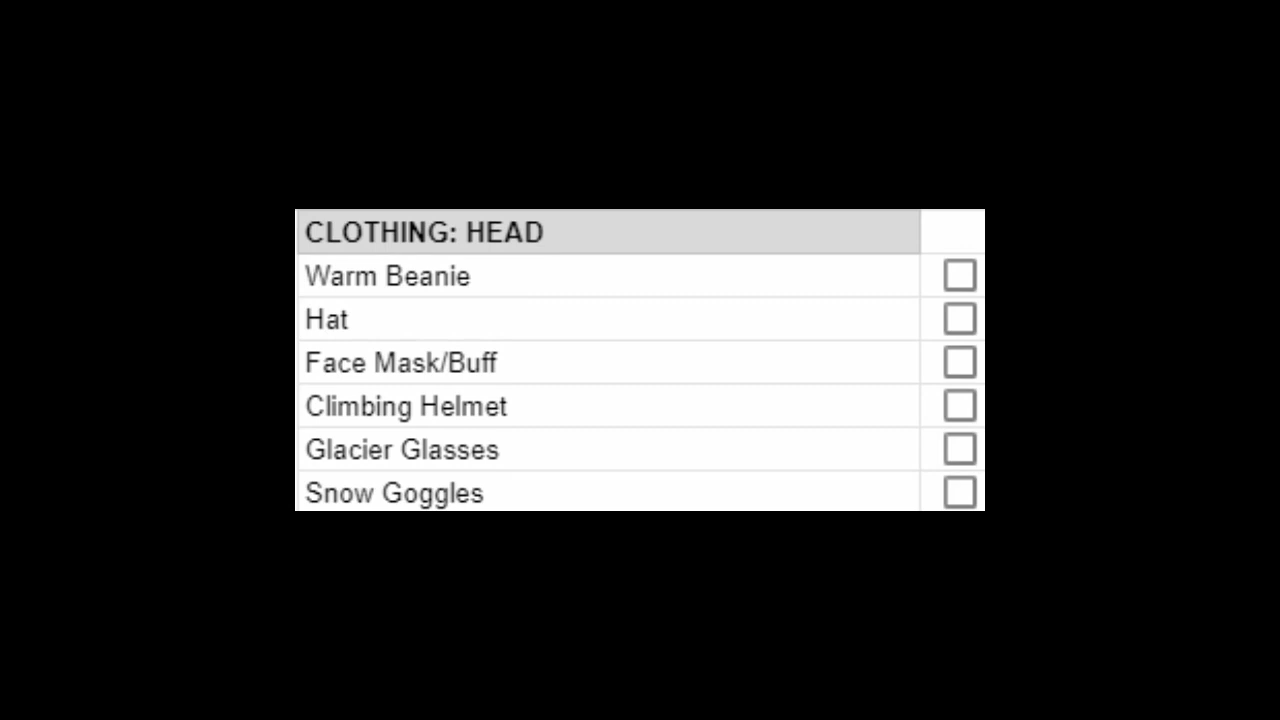 CLOTHING: HEAD
Warm Beanie
Hat
Face Mask/Buff
Climbing Helmet
Glacier Glasses
Snow Goggles